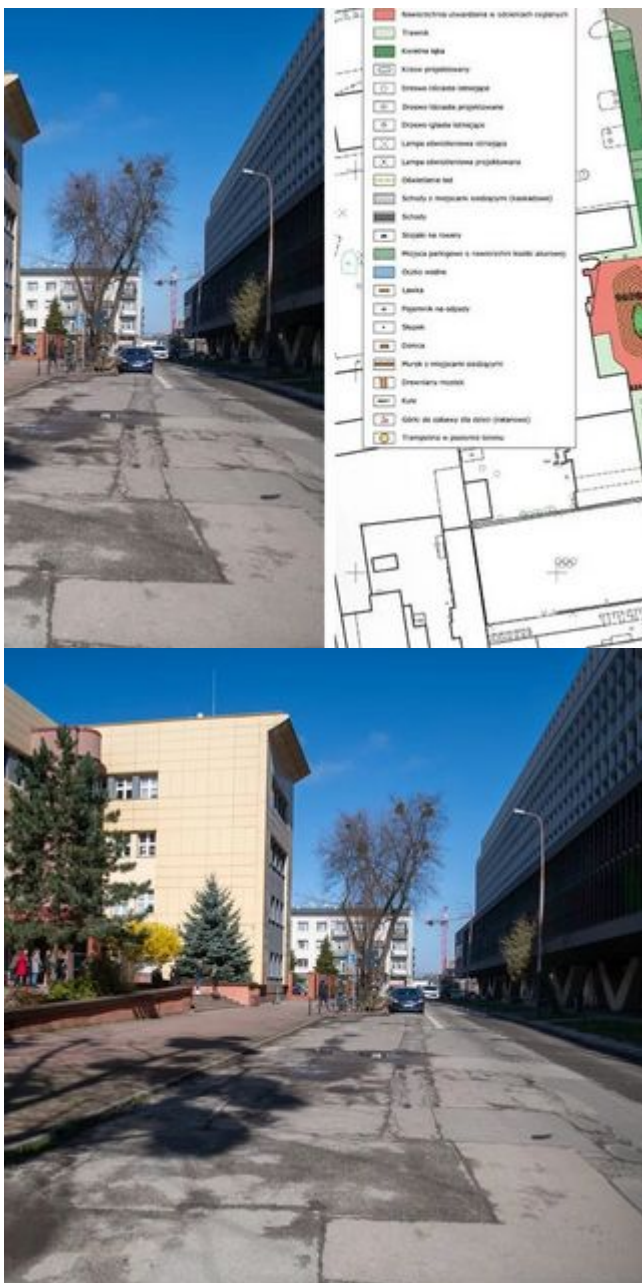 Nawierzchnia utwardzana w odcieniach ceglanych
Trawnik
Kwietna łąka
Krzew projektowany
Drzewo liściaste istniejące
Drzewo liściaste projektowane
Drzewo iglaste istniejące
Lampa oświetleniowa istniejąca
Lampa oświetleniowa projektowana
Oświetlenie led
Schody z miejscami siedzącymi (kaskadowe)
Schody
Stojaki na rowery
Miejsca parkingowe o nawierzchni kostki ażurowej
Oczko wodne
Ławka
Pojemnik na odpady
Słupek
Donica
Murek z miejscami siedzącymi
Drewniany mostek
Kule
Górki do zabawy dla dzieci (tartanowe)
Trampolina w poziomie terenu